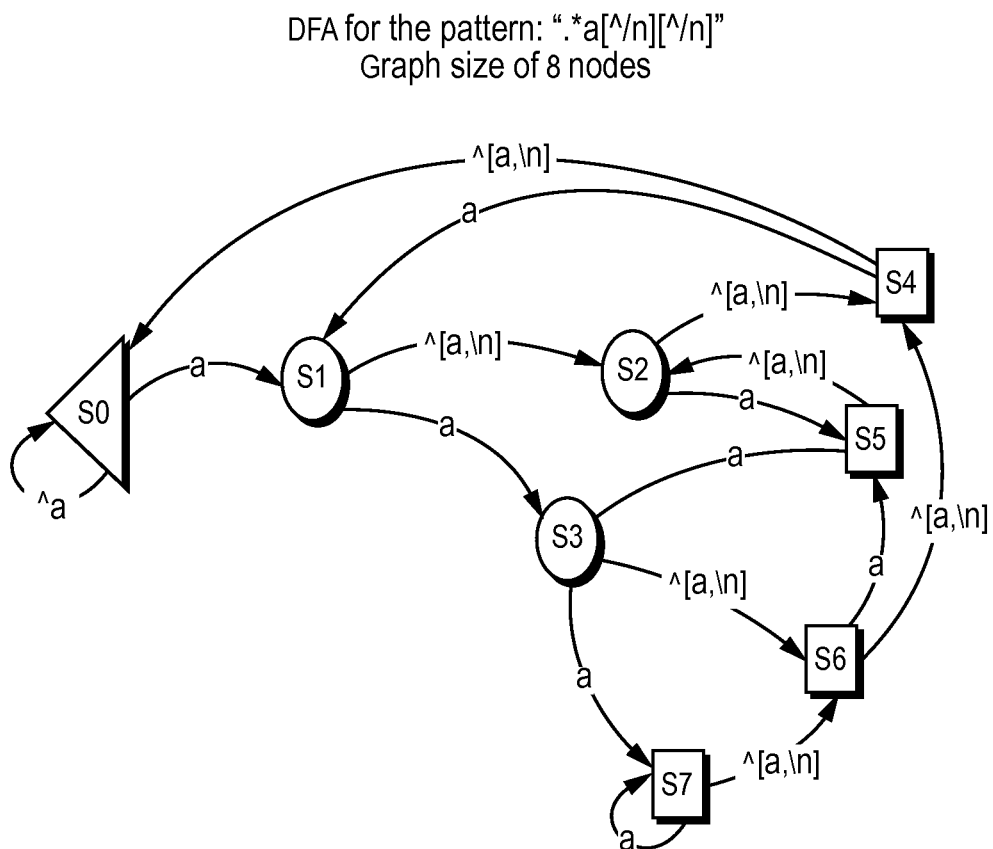 DFA for the pattern: “.*a[^/n][^/n]”
Graph size of 8 nodes
^[a,\n]
a
S4
^[a,\n]
a
S1
^[a,\n]
S2
^[a,\n]
S0
a
a
S5
^a
a
S3
^[a,\n]
^[a,\n]
a
S6
a
^[a,\n]
S7
a